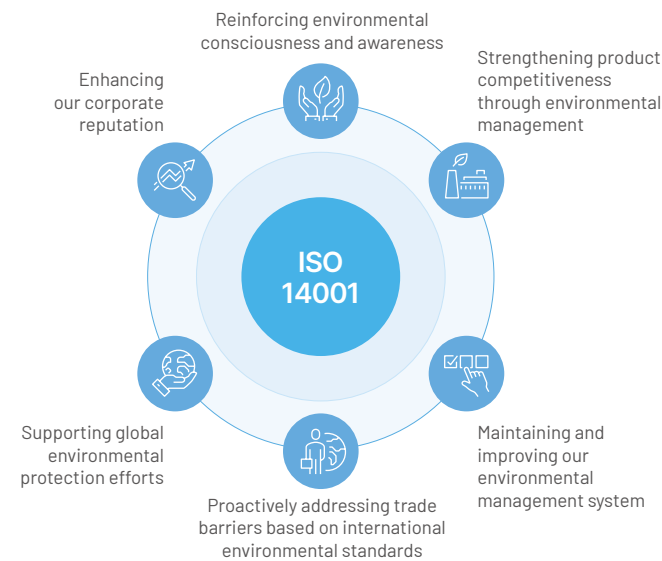 Reinforcing environmental
consciousness and awareness
Strengthening product
competitiveness
through environmental
management
Enhancing
our corporate
reputation
ISO
14001
Supporting global
environmental
protection efforts
Maintaining and
improving our
environmental
management system
Proactively addressing trade
barriers based on international
environmental standards